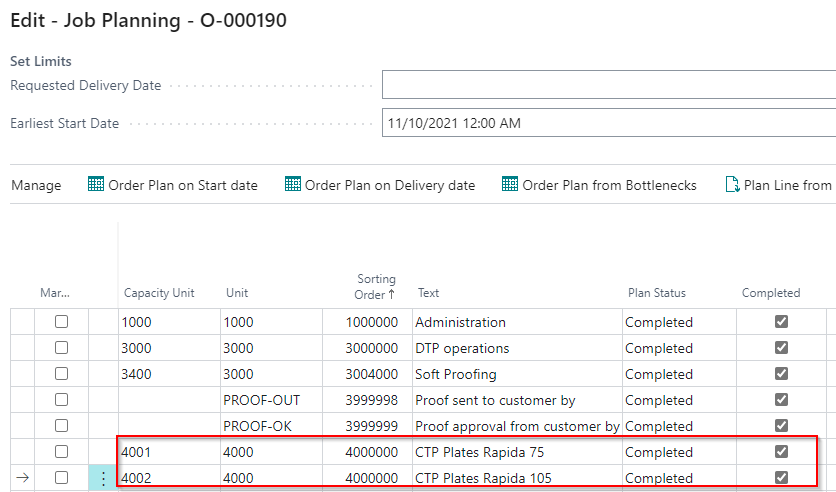 Edit - Job Planning - O-000190
Set Limits
Requested Delivery Date
Earliest Start Date 11/10/2021 12:00 AM
Manage Order Plan on Start date Order Plan on Delivery date Order Plan from Bottlenecks Plan Line from
Mar... Capacity Unit Unit Sorting Order ↑ Text Plan Status Completed
1000 1000 1000000 Administration Completed
3000 3000 3000000 DTP operations Completed
3400 3000 3004000 Soft Proofing Completed
PROOF-OUT 3999998 Proof sent to customer by Completed
PROOF-OK 3999999 Proof approval from customer by Completed
4001 4000 4000000 CTP Plates Rapida 75 Completed
4002 4000 4000000 CTP Plates Rapida 105 Completed